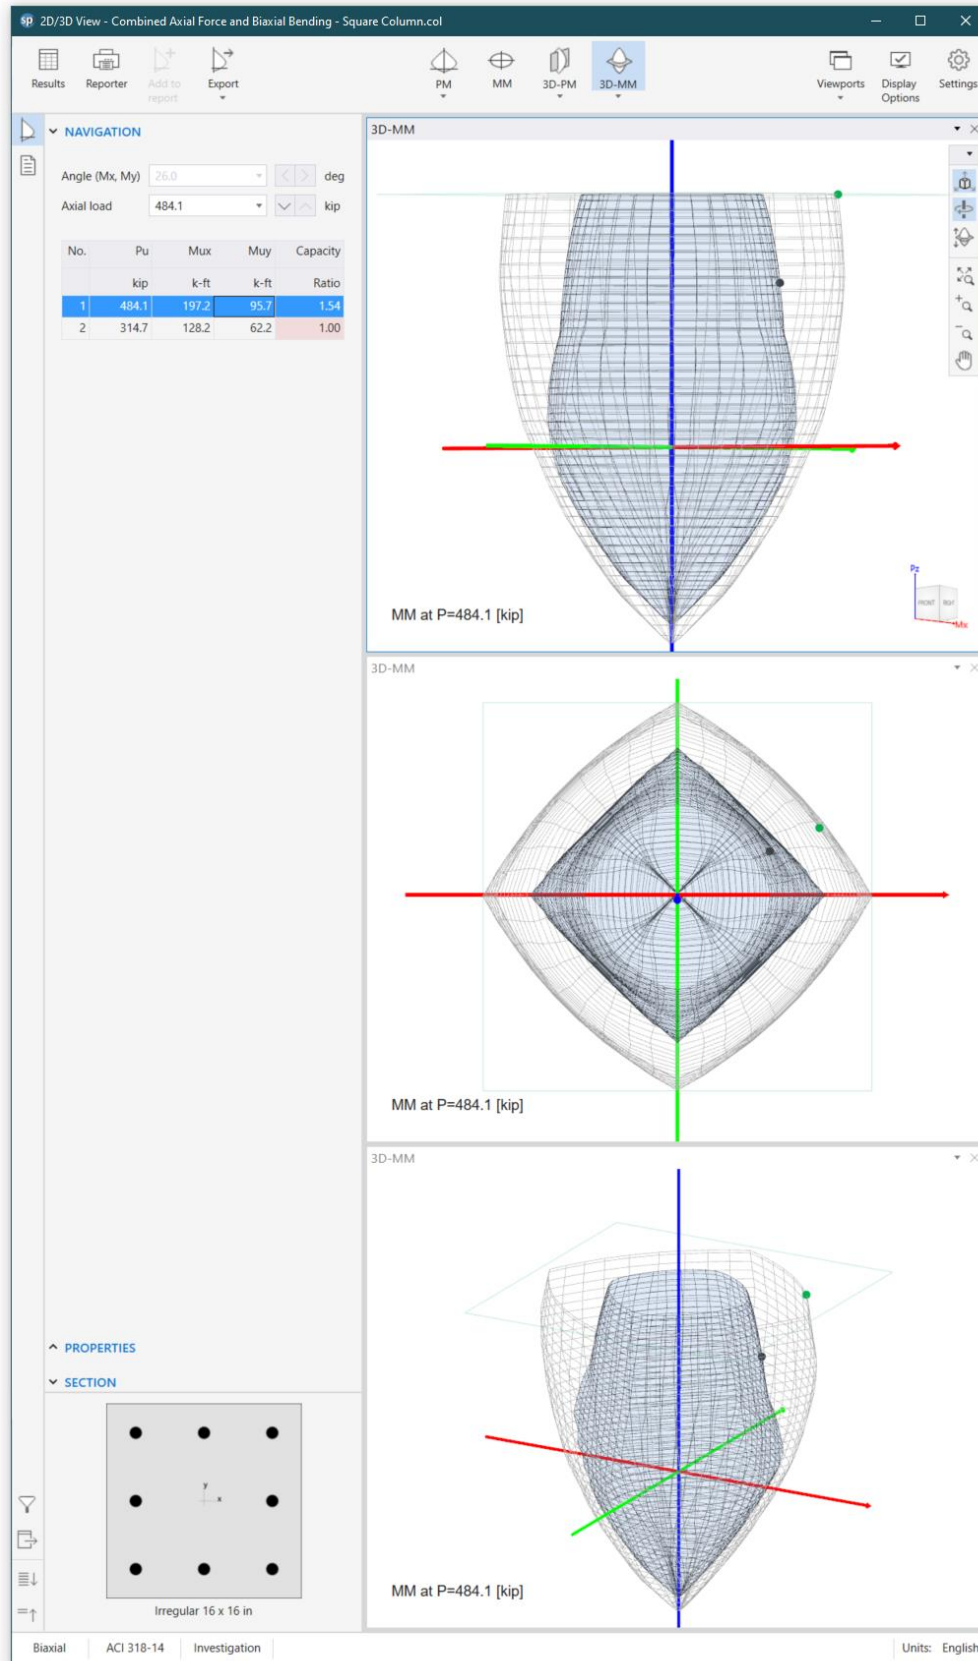 sp 2D/3D View - Combined Axial Force and Biaxial Bending - Square Column.col
Results Reporter Add to report Export PM MM 3D-PM 3D-MM Viewports Display Options Settings
NAVIGATION
Angle (Mx, My) 26.0 deg
Axial load 484.1 kip
No. Pu Mux Muy Capacity
kip k-ft k-ft Ratio
1 484.1 197.2 95.7 1.54
2 314.7 128.2 62.2 1.00
3D-MM
Pz
FRONT RIGHT
Mx
MM at P=484.1 [kip]
3D-MM
MM at P=484.1 [kip]
3D-MM
MM at P=484.1 [kip]
PROPERTIES
SECTION
y
x
Irregular 16 x 16 in
Biaxial ACI 318-14 Investigation Units: English